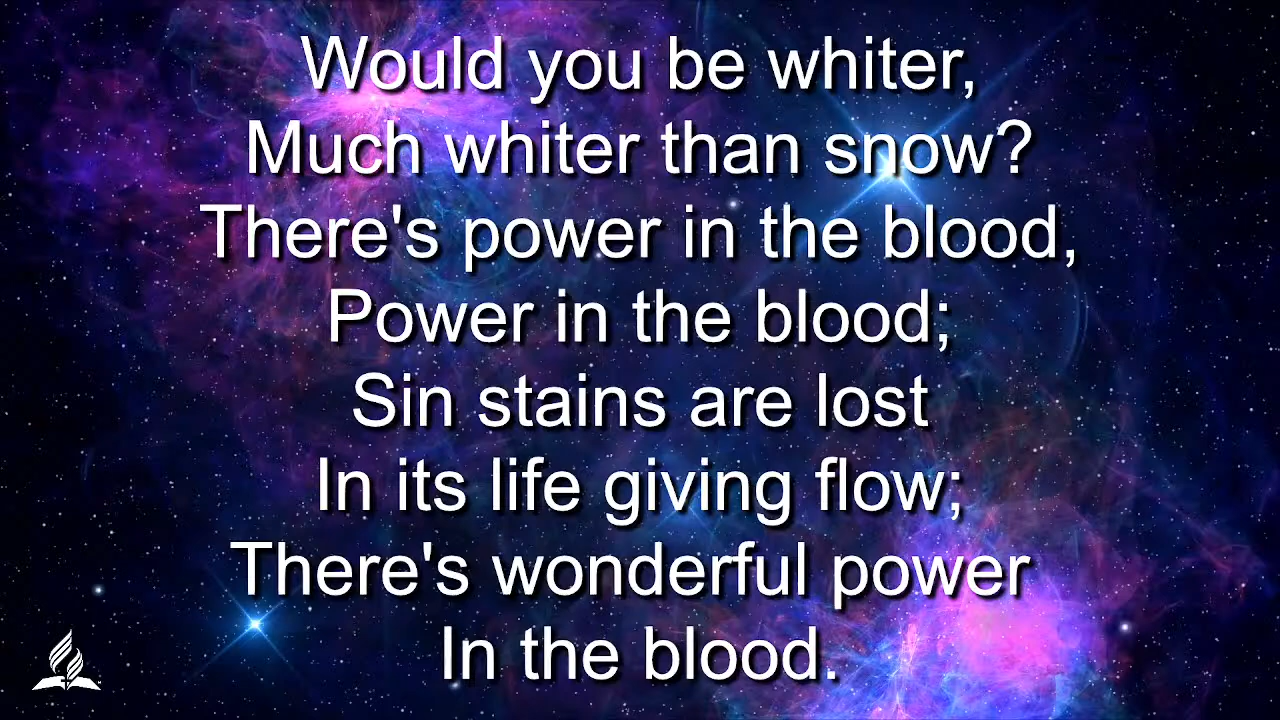 Would you be whiter,
Much whiter than snow?
There's power in the blood,
Power in the blood;
Sin stains are lost
In its life giving flow;
There's wonderful power
In the blood.